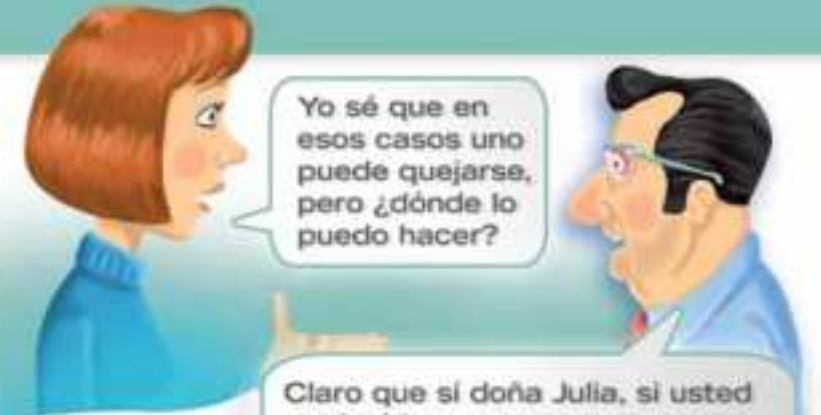 Yo sé que en
esos casos uno
puede quejarse,
pero ¿dónde lo
puedo hacer?
Claro que si doña Julia, si usted